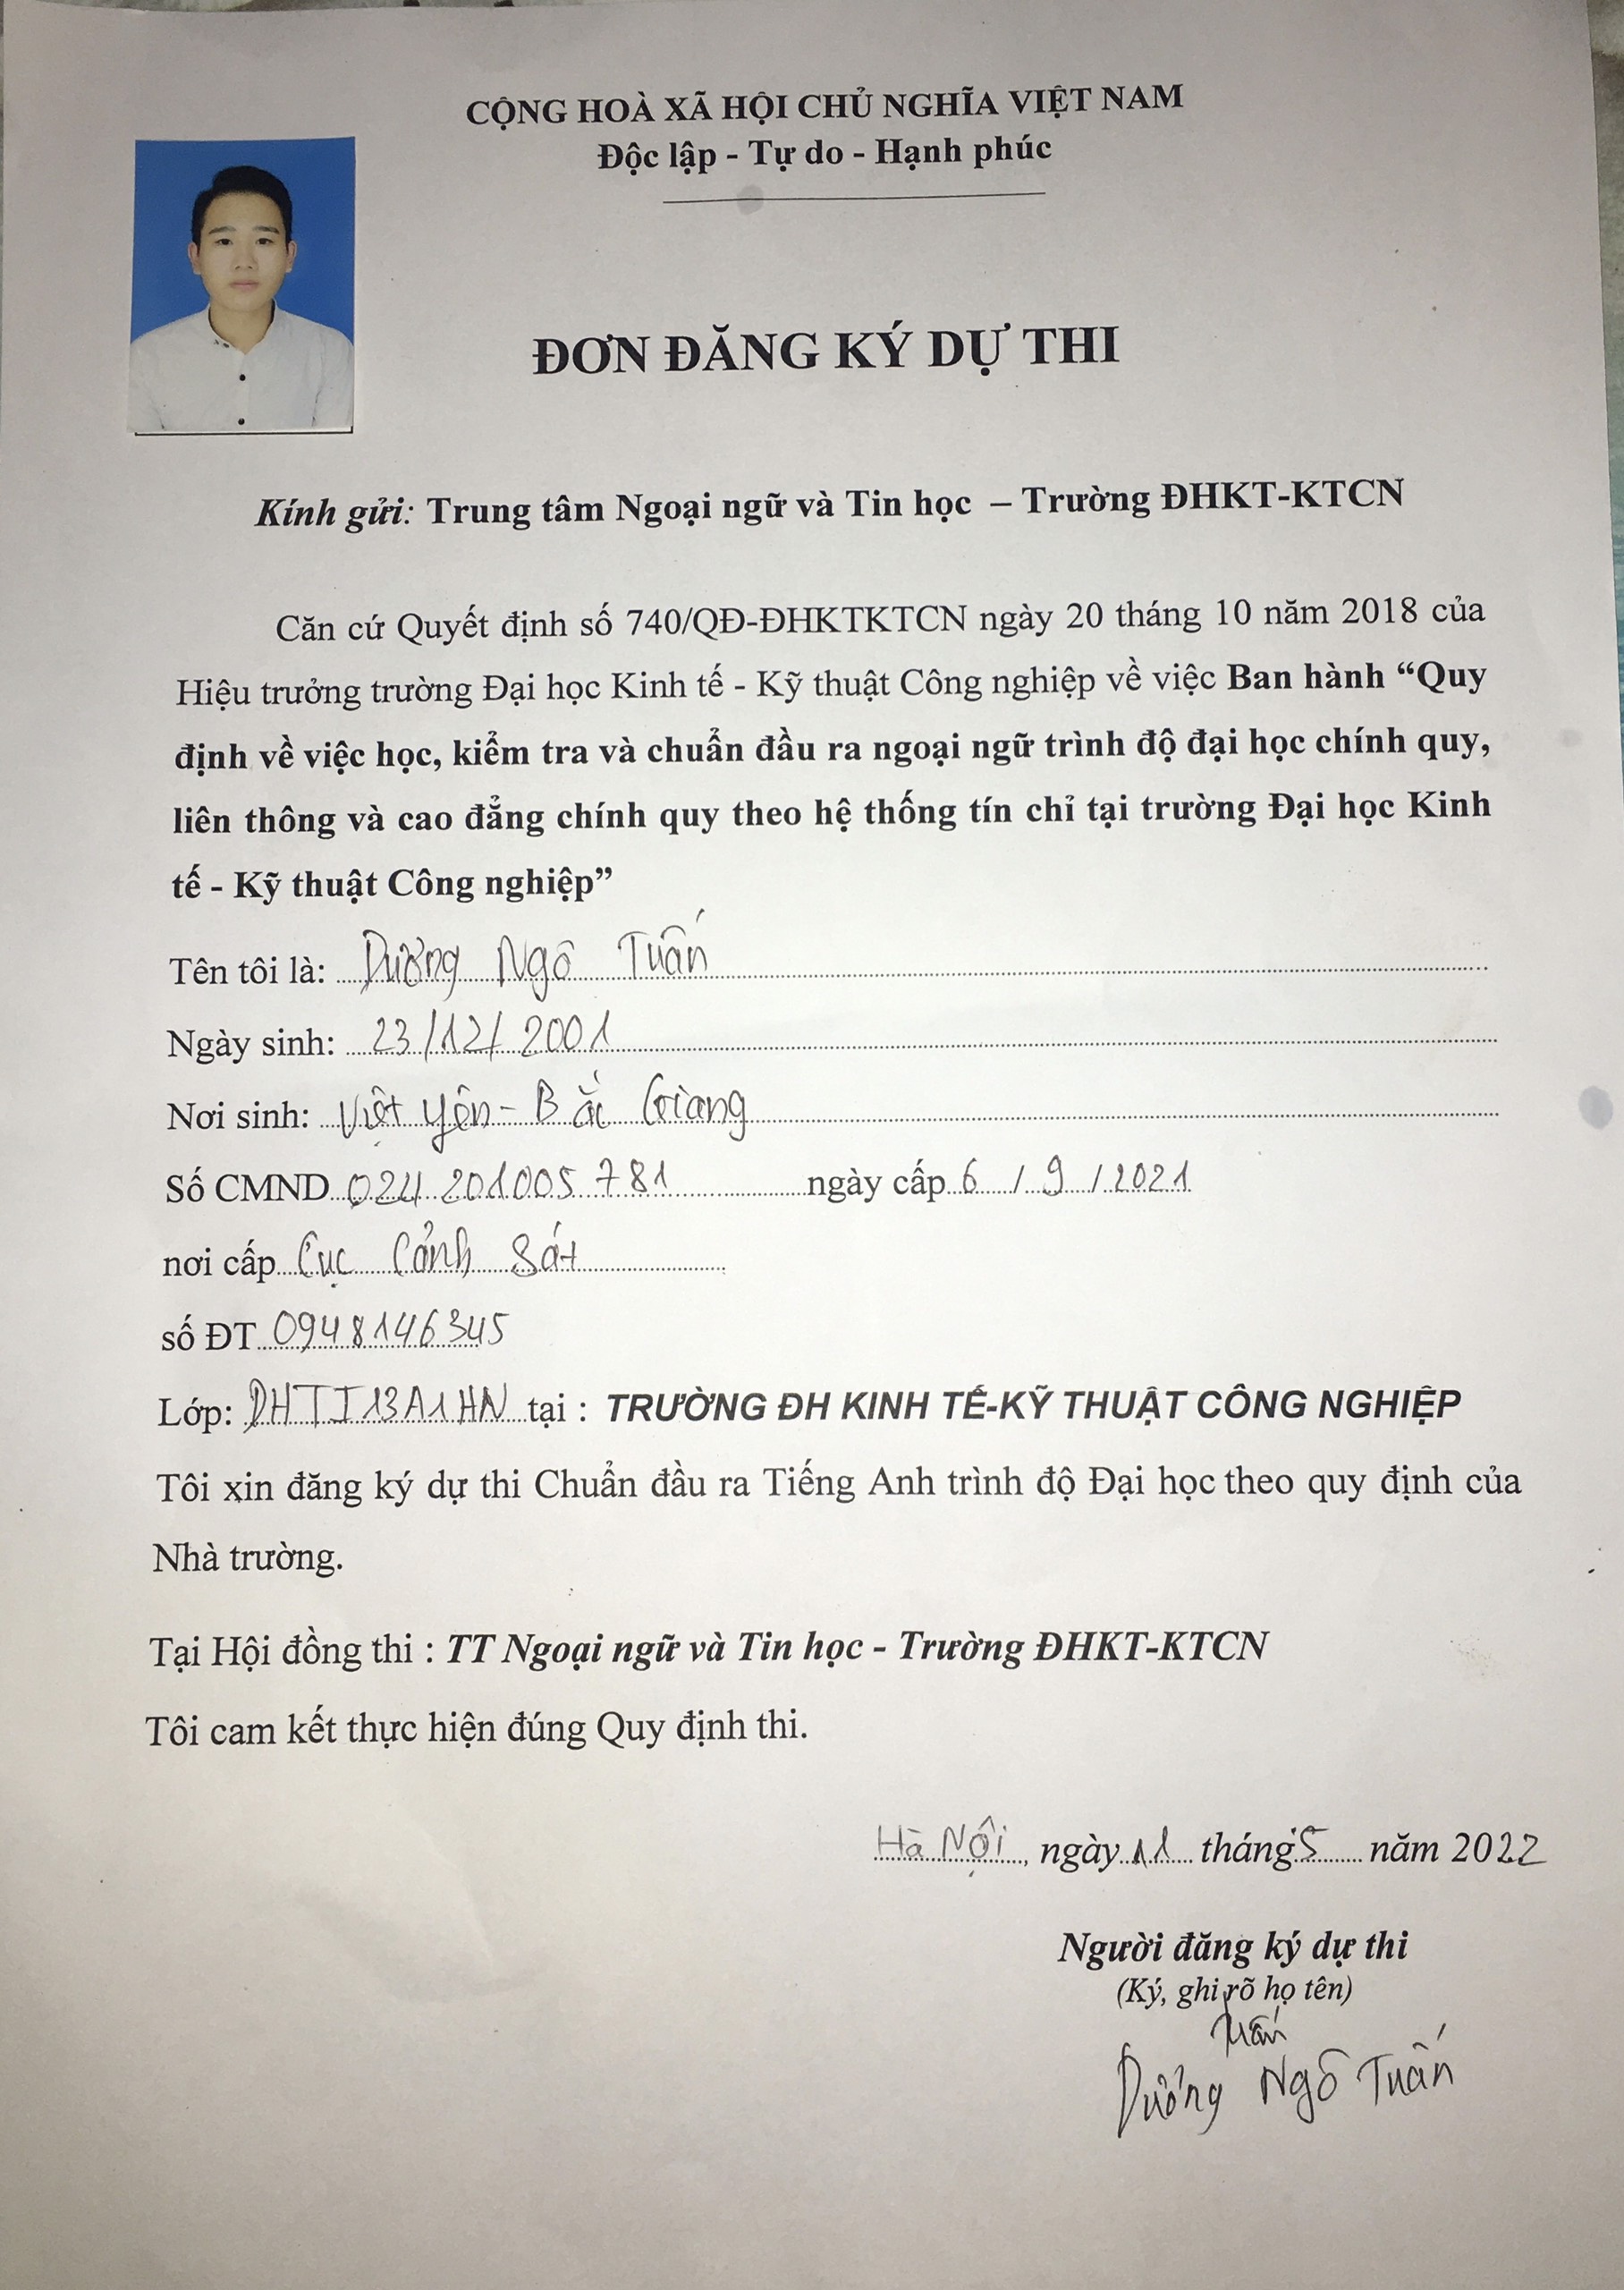 CỘNG HOÀ XÃ HỘI CHỦ NGHĨA VIỆT NAM
Độc lập - Tự do - Hạnh phúc
ĐƠN ĐĂNG KÝ DỰ THI
Kính gửi: Trung tâm Ngoại ngữ và Tin học – Trường ĐHKT-KTCN
Căn cứ Quyết định số 740/QĐ-ĐHKTKTCN ngày 20 tháng 10 năm 2018 của
Hiệu trưởng trường Đại học Kinh tế - Kỹ thuật Công nghiệp về việc Ban hành “Quy
định về việc học, kiểm tra và chuẩn đầu ra ngoại ngữ trình độ đại học chính quy,
liên thông và cao đẳng chính quy theo hệ thống tín chỉ tại trường Đại học Kinh
tế - Kỹ thuật Công nghiệp”
Tên tôi là: Dương Ngô Tuấn
Ngày sinh: 23/12/2001
Nơi sinh: Việt Yên - Bắc Giang
Số CMND 024 201005 781 ngày cấp 6 / 9 / 2021
nơi cấp Cục Cảnh Sát
số ĐT 0948146345
Lớp: DHTI13A1HN tại : TRƯỜNG ĐH KINH TẾ-KỸ THUẬT CÔNG NGHIỆP
Tôi xin đăng ký dự thi Chuẩn đầu ra Tiếng Anh trình độ Đại học theo quy định của
Nhà trường.
Tại Hội đồng thi : TT Ngoại ngữ và Tin học - Trường ĐHKT-KTCN
Tôi cam kết thực hiện đúng Quy định thi.
Hà Nội, ngày 11 tháng 5 năm 2022
Người đăng ký dự thi
(Ký, ghi rõ họ tên)
Tuấn
Dương Ngô Tuấn